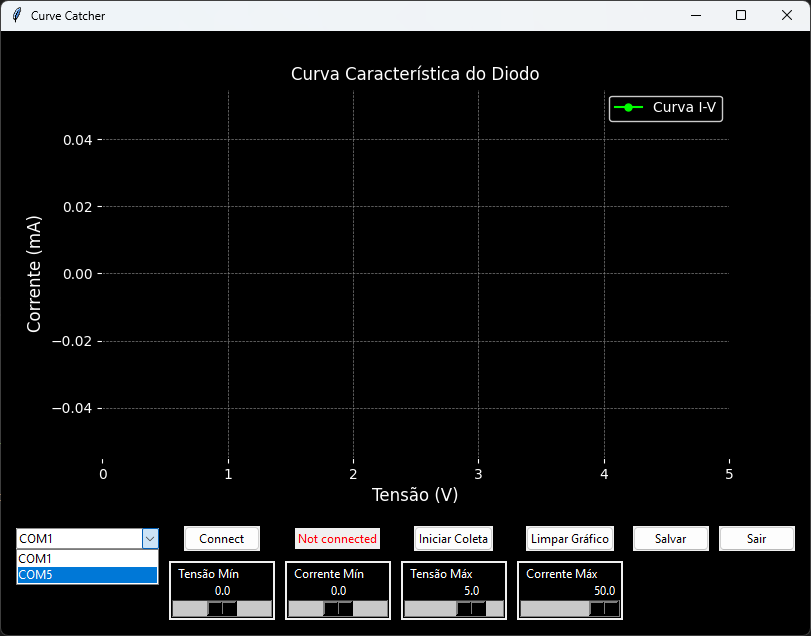 Curve Catcher
Curva Característica do Diodo
Curva I-V
0.04
0.02
0.00
−0.02
−0.04
Corrente (mA)
0 1 2 3 4 5
Tensão (V)
COM1 Connect Not connected Iniciar Coleta Limpar Gráfico Salvar Sair
COM1
COM5
Tensão Mín Corrente Mín Tensão Máx Corrente Máx
0.0 0.0 5.0 50.0